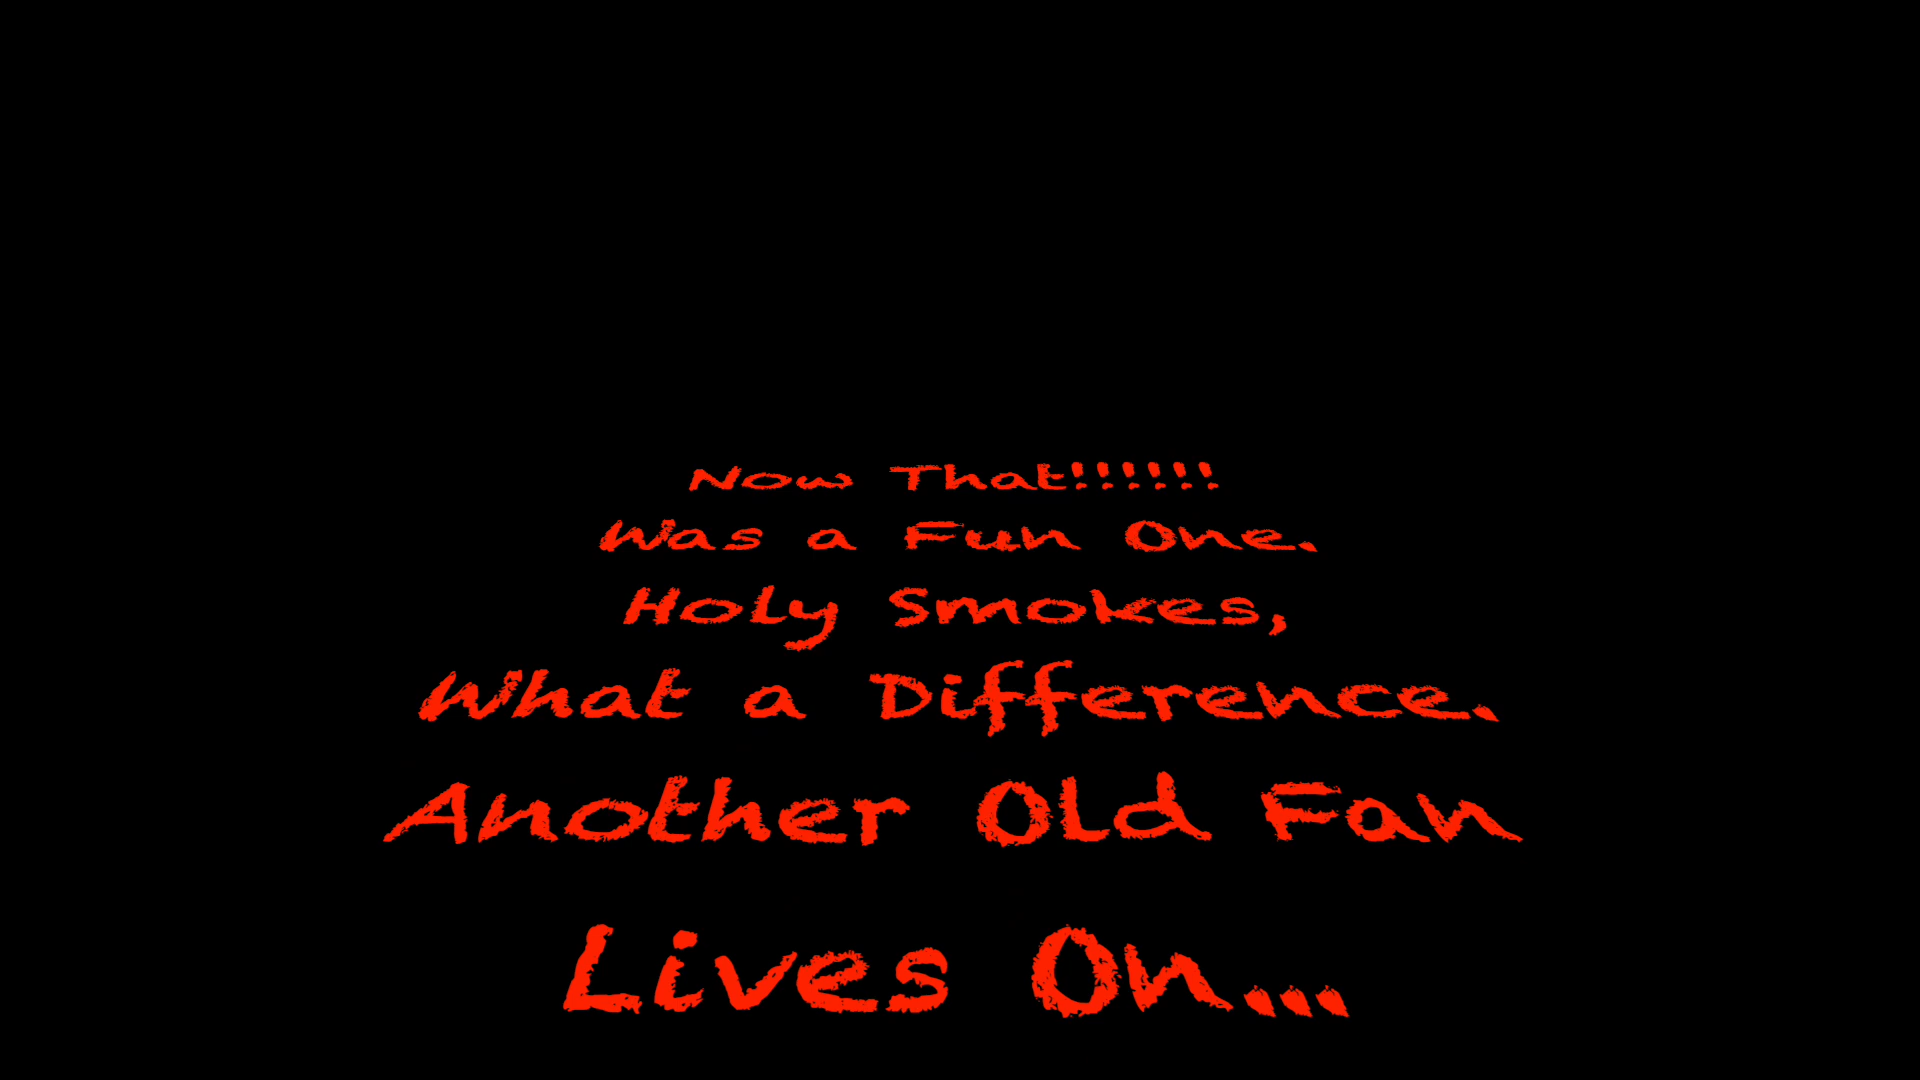 Now That!!!!!!
Was a Fun One.
Holy Smokes,
What a Difference.
Another Old Fan
Lives On...